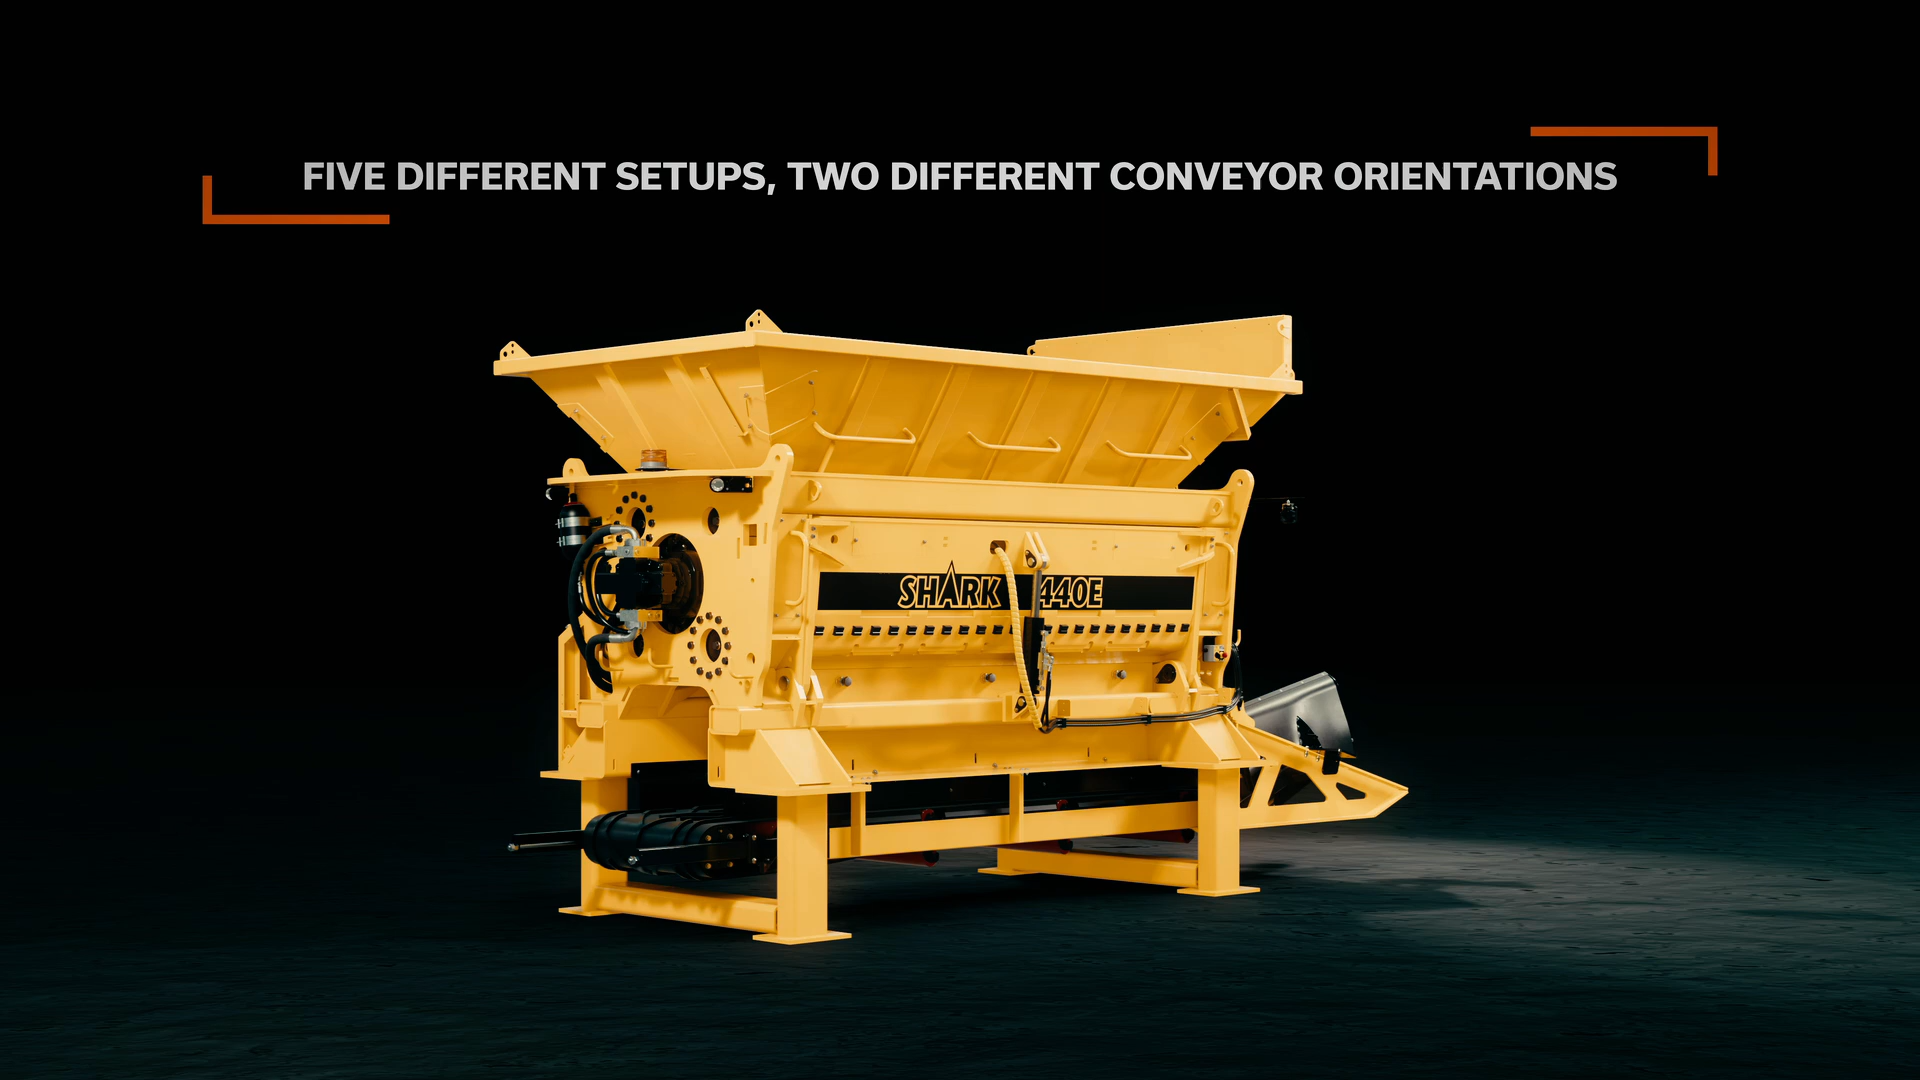 FIVE DIFFERENT SETUPS, TWO DIFFERENT CONVEYOR ORIENTATIONS
SHARK 440E